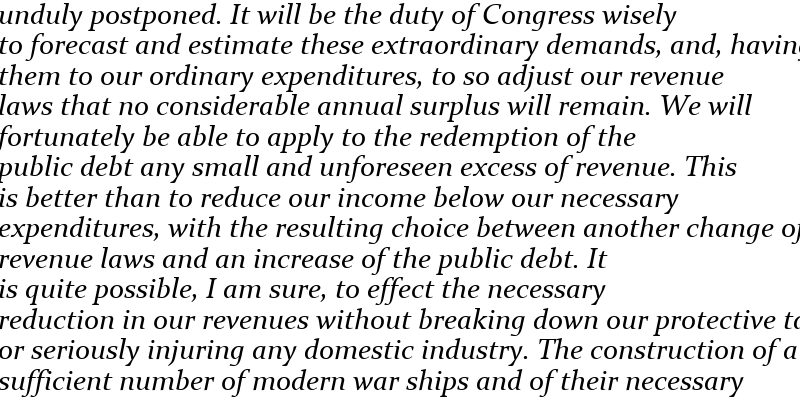 unduly postponed. It will be the duty of Congress wisely
to forecast and estimate these extraordinary demands, and, having
them to our ordinary expenditures, to so adjust our revenue
laws that no considerable annual surplus will remain. We will
fortunately be able to apply to the redemption of the
public debt any small and unforeseen excess of revenue. This
is better than to reduce our income below our necessary
expenditures, with the resulting choice between another change of
revenue laws and an increase of the public debt. It
is quite possible, I am sure, to effect the necessary
reduction in our revenues without breaking down our protective
or seriously injuring any domestic industry. The construction of a
sufficient number of modern war ships and of their necessary